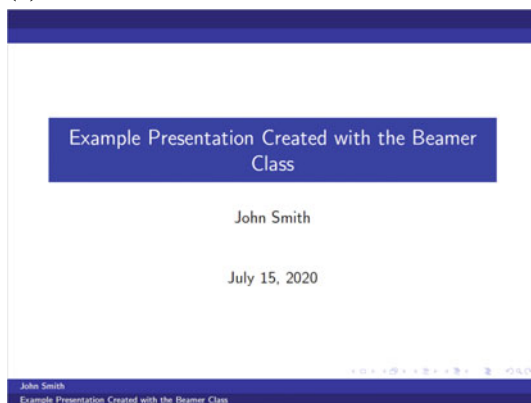 Example Presentation Created with the Beamer
Class
John Smith
July 15, 2020
John Smith
Example Presentation Created with the Beamer Class